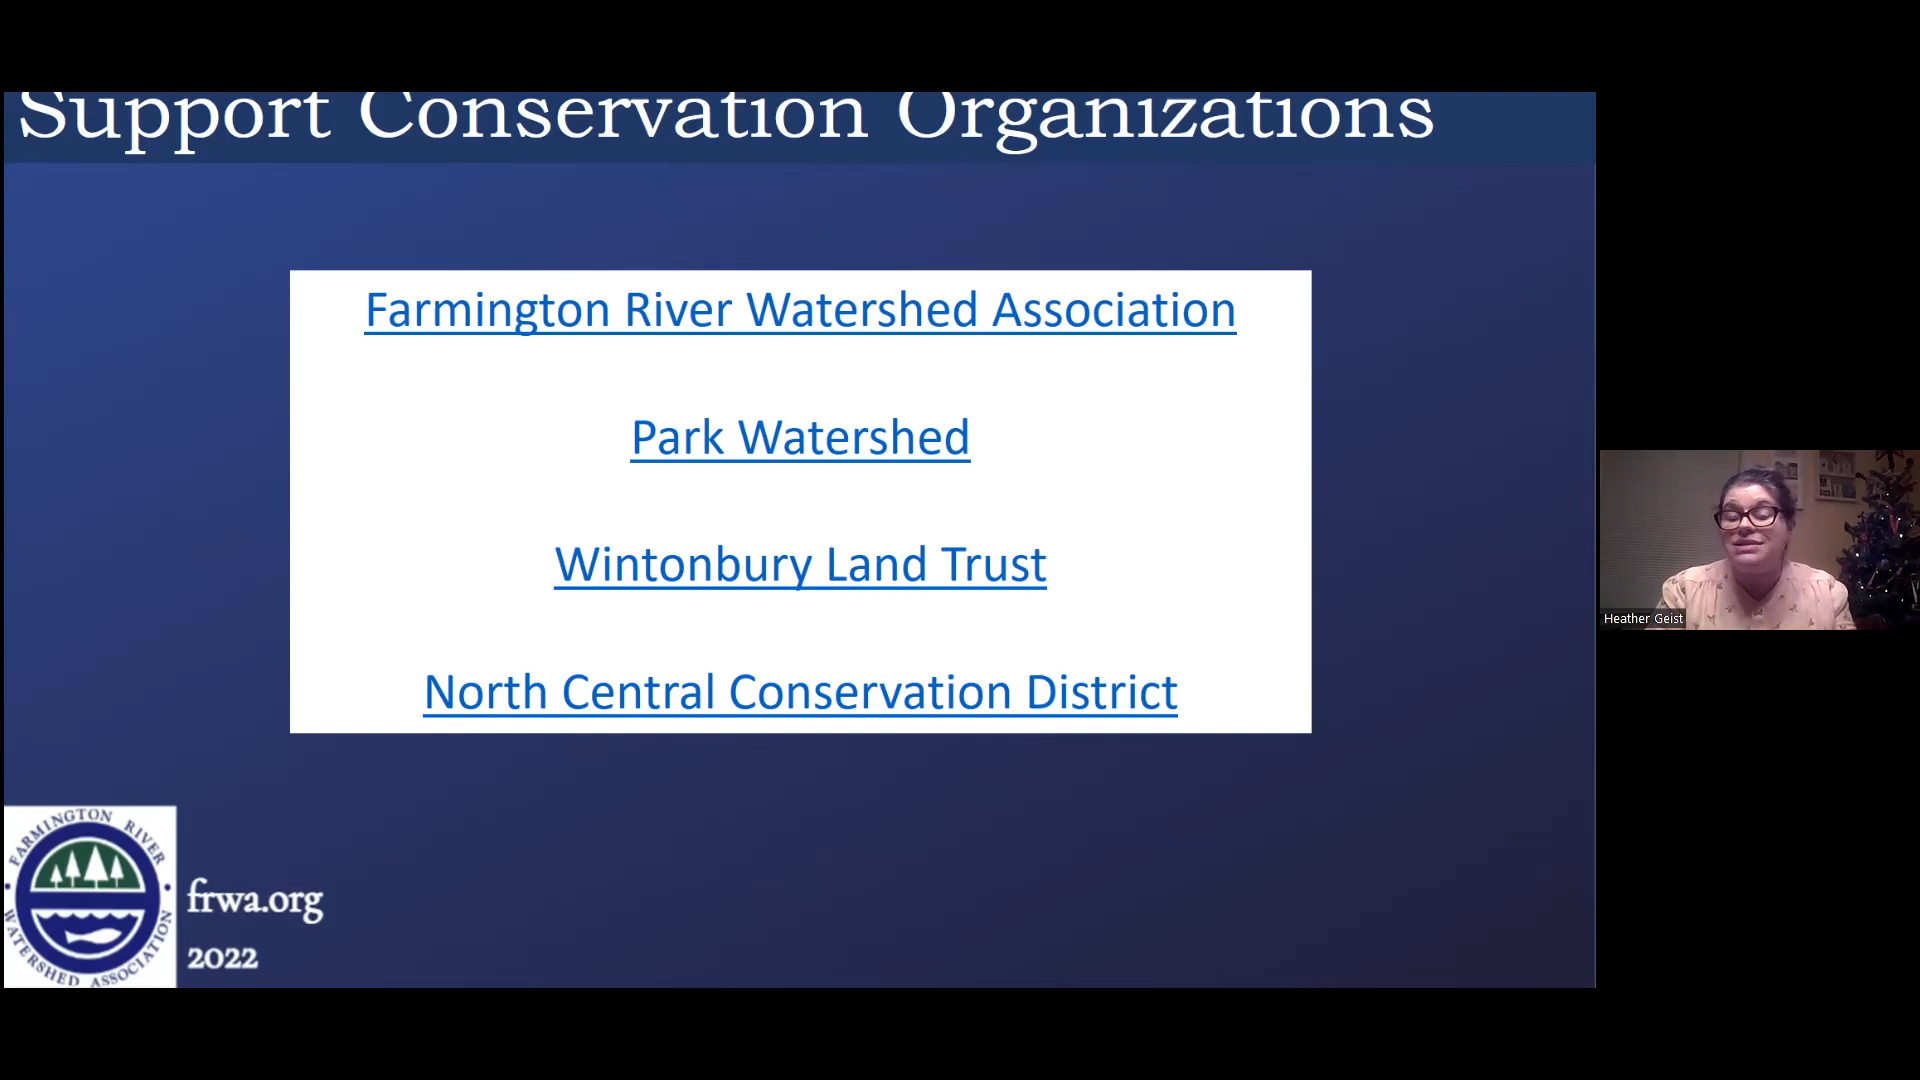 Support Conservation Organizations
Farmington River Watershed Association
Park Watershed
Wintonbury Land Trust
North Central Conservation District
Heather Geist
FARMINGTON RIVER
WATERSHED ASSOCIATION
frwa.org
2022